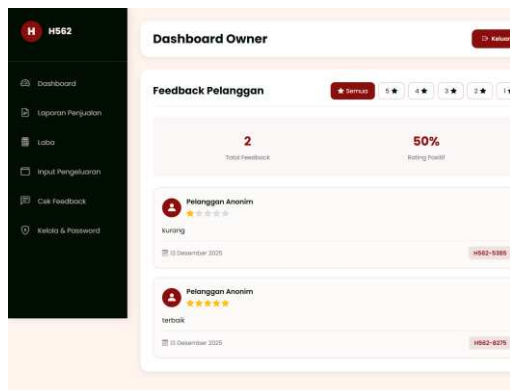 H H562
Dashboard
Laporan Penjualan
Laba
Input Pengeluaran
Cek Feedback
Kelola & Password
Dashboard Owner
Keluar
Feedback Pelanggan
Semua 5 4 3 2 1
2
Total Feedback
50%
Rating Positif
Pelanggan Anonim
kurang
13 Desember 2025
H562-5385
Pelanggan Anonim
terbaik
13 Desember 2025
H562-8275